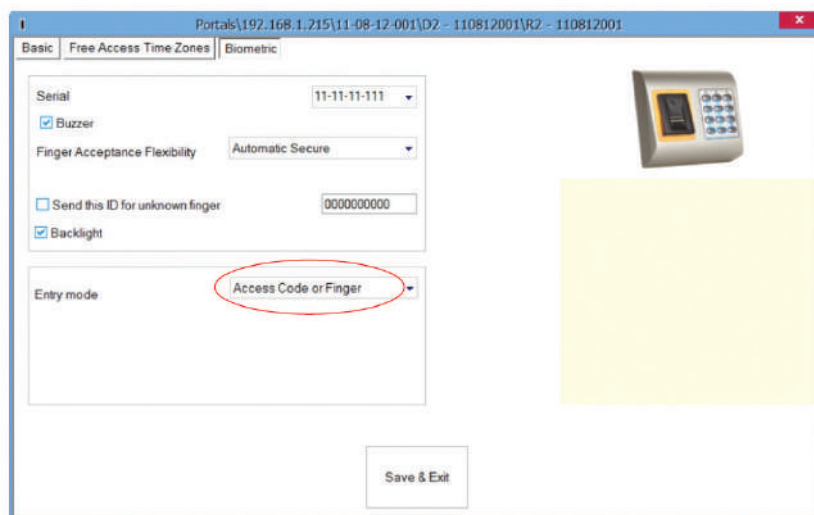 Portals\192.168.1.215\11-08-12-001\D2 - 110812001\R2 - 110812001
Basic Free Access Time Zones Biometric
Serial 11-11-11-111
Buzzer
Finger Acceptance Flexibility Automatic Secure
Send this ID for unknown finger 0000000000
Backlight
Entry mode Access Code or Finger
Save & Exit